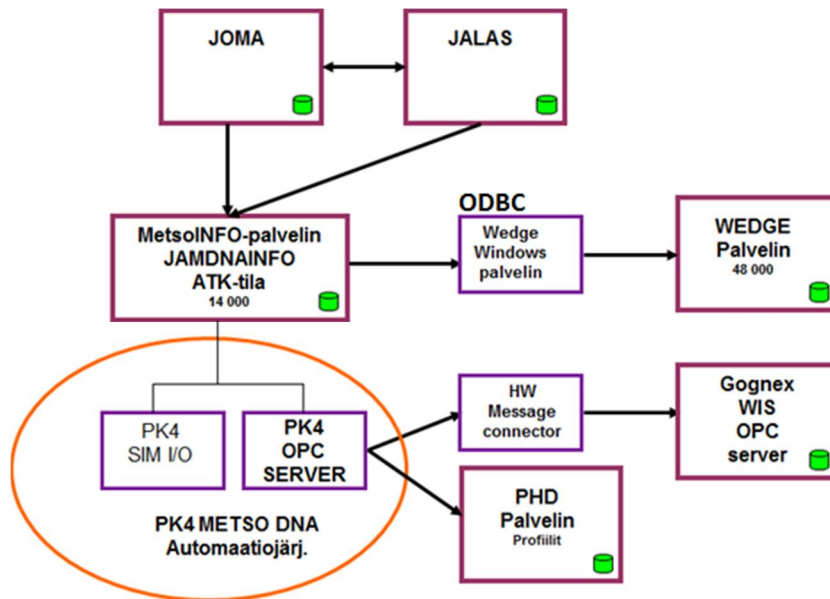 JOMA
JALAS
MetsoINFO-palvelin
JAMDNAINFO
ATK-tila
14 000
ODBC
Wedge
Windows
palvelin
WEDGE
Palvelin
48 000
PK4
SIM I/O
PK4
OPC
SERVER
HW
Message
connector
Gognex
WIS
OPC
server
PHD
Palvelin
Profiilit
PK4 METSO DNA
Automaatiojärj.